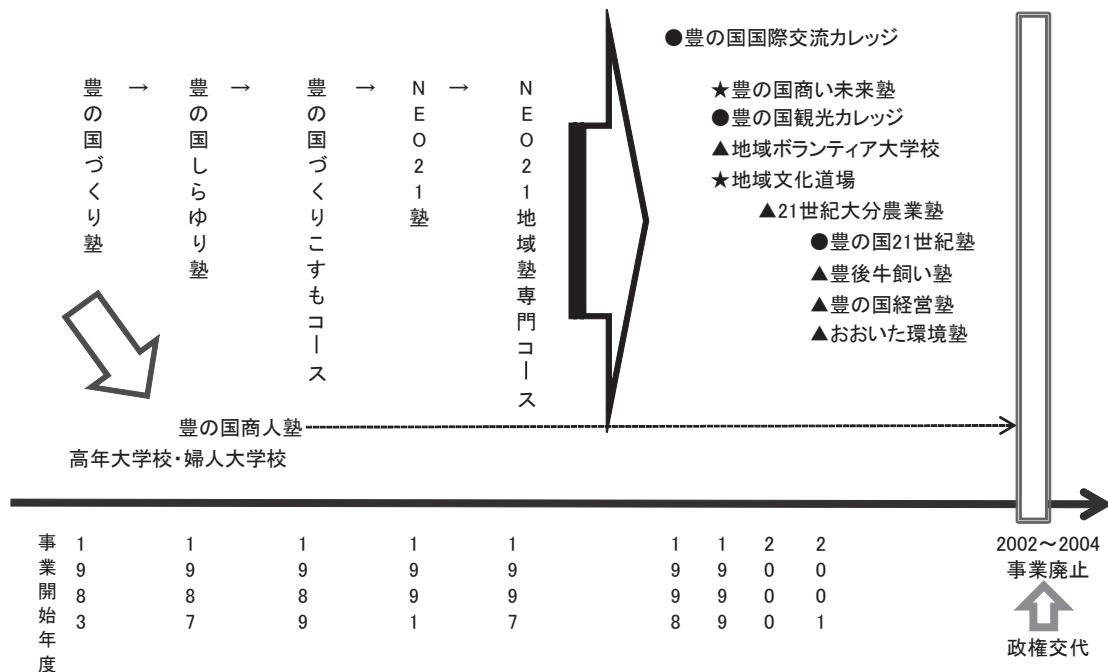 豊の国づくり塾
→
豊の国しらゆり塾
→
豊の国づくりこすもコース
→
NEO21塾
→
NEO21地域塾専門コース
●豊の国国際交流カレッジ
★豊の国商い未来塾
●豊の国観光カレッジ
▲地域ボランティア大学校
★地域文化道場
▲21世紀大分農業塾
●豊の国21世紀塾
▲豊後牛飼い塾
▲豊の国経営塾
▲おおいた環境塾
豊の国商人塾
高年大学校・婦人大学校
事業開始年度
1983
1987
1989
1991
1997
1998
1999
2000
2001
2002～2004
事業廃止
政権交代